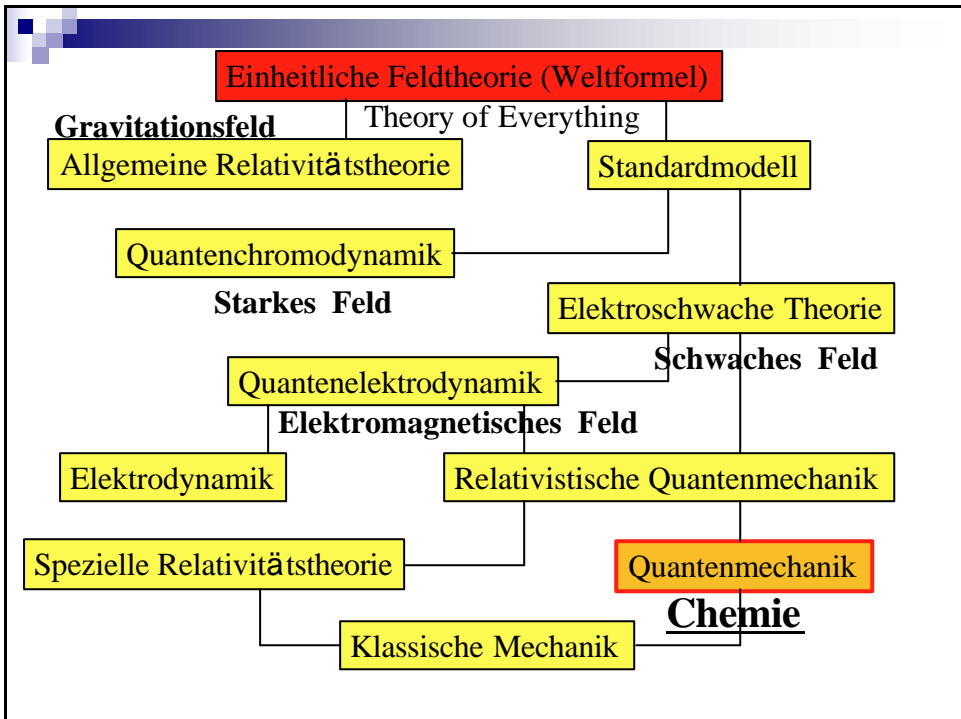 Einheitliche Feldtheorie (Weltformel)
Theory of Everything
Gravitationsfeld
Allgemeine Relativitätstheorie
Standardmodell
Quantenchromodynamik
Starkes Feld
Elektroschwache Theorie
Schwaches Feld
Quantenelektrodynamik
Elektromagnetisches Feld
Elektrodynamik
Relativistische Quantenmechanik
Spezielle Relativitätstheorie
Quantenmechanik
Chemie
Klassische Mechanik